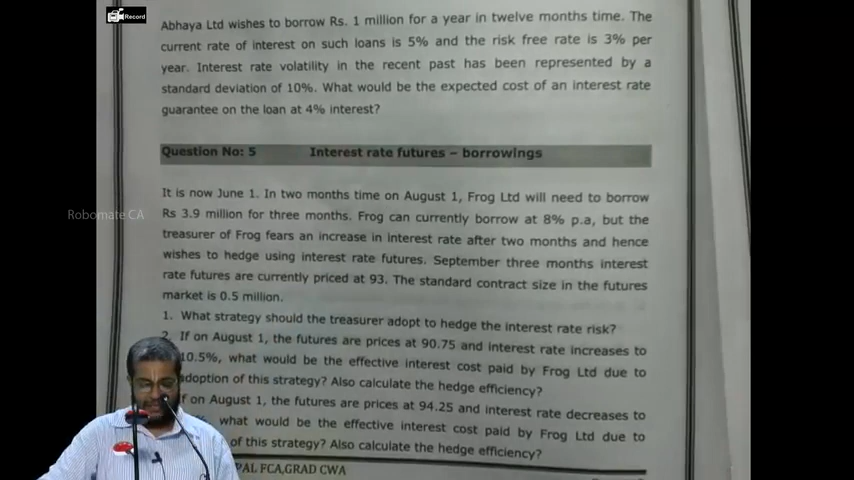 Record
Abhaya Ltd wishes to borrow Rs. 1 million for a year in twelve months time. The
current rate of interest on such loans is 5% and the risk free rate is 3% per
year. Interest rate volatility in the recent past has been represented by a
standard deviation of 10%. What would be the expected cost of an interest rate
guarantee on the loan at 4% interest?
Question No: 5 Interest rate futures – borrowings
It is now June 1. In two months time on August 1, Frog Ltd will need to borrow
Rs 3.9 million for three months. Frog can currently borrow at 8% p.a, but the
treasurer of Frog fears an increase in interest rate after two months and hence
wishes to hedge using interest rate futures. September three months interest
rate futures are currently priced at 93. The standard contract size in the futures
market is 0.5 million.
1. What strategy should the treasurer adopt to hedge the interest rate risk?
2. If on August 1, the futures are prices at 90.75 and interest rate increases to
10.5%, what would be the effective interest cost paid by Frog Ltd due to
adoption of this strategy? Also calculate the hedge efficiency?
If on August 1, the futures are prices at 94.25 and interest rate decreases to
what would be the effective interest cost paid by Frog Ltd due to
of this strategy? Also calculate the hedge efficiency?
PAL FCA,GRAD CWA
Robomate CA